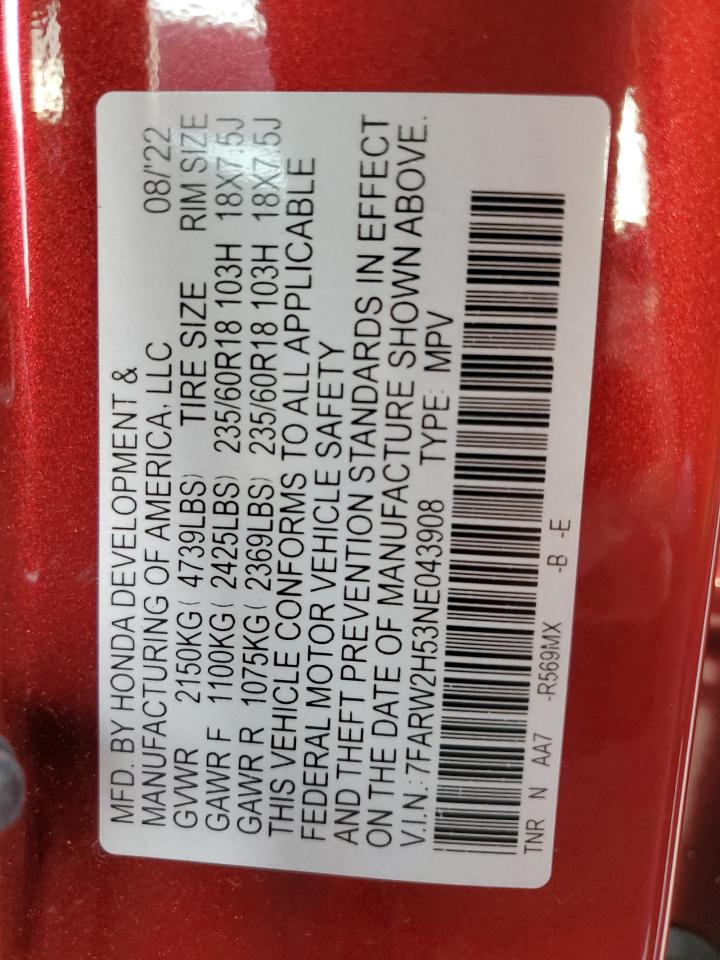 MFD. BY HONDA DEVELOPMENT &
MANUFACTURING OF AMERICA, LLC 08/'22
GVWR 2150KG( 4739LBS) TIRE SIZE RIM SIZE
GAWR F 1100KG( 2425LBS) 235/60R18 103H 18X7.5J
GAWR R 1075KG( 2369LBS) 235/60R18 103H 18X7.5J
THIS VEHICLE CONFORMS TO ALL APPLICABLE
FEDERAL MOTOR VEHICLE SAFETY
AND THEFT PREVENTION STANDARDS IN EFFECT
ON THE DATE OF MANUFACTURE SHOWN ABOVE.
V.I.N.: 7FARW2H53NE043908 TYPE: MPV
TNR N AA7 -R569MX -B -E